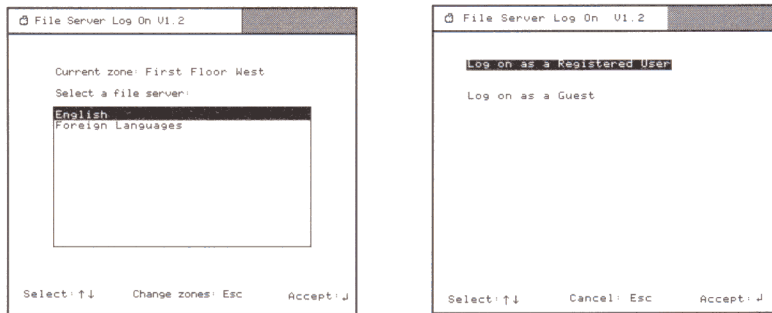 File Server Log On V1.2
Current zone: First Floor West
Select a file server:
English
Foreign Languages
Select: ↑↓ Change zones: Esc Accept: ↲
File Server Log On V1.2
Log on as a Registered User
Log on as a Guest
Select: ↑↓ Cancel: Esc Accept: ↲